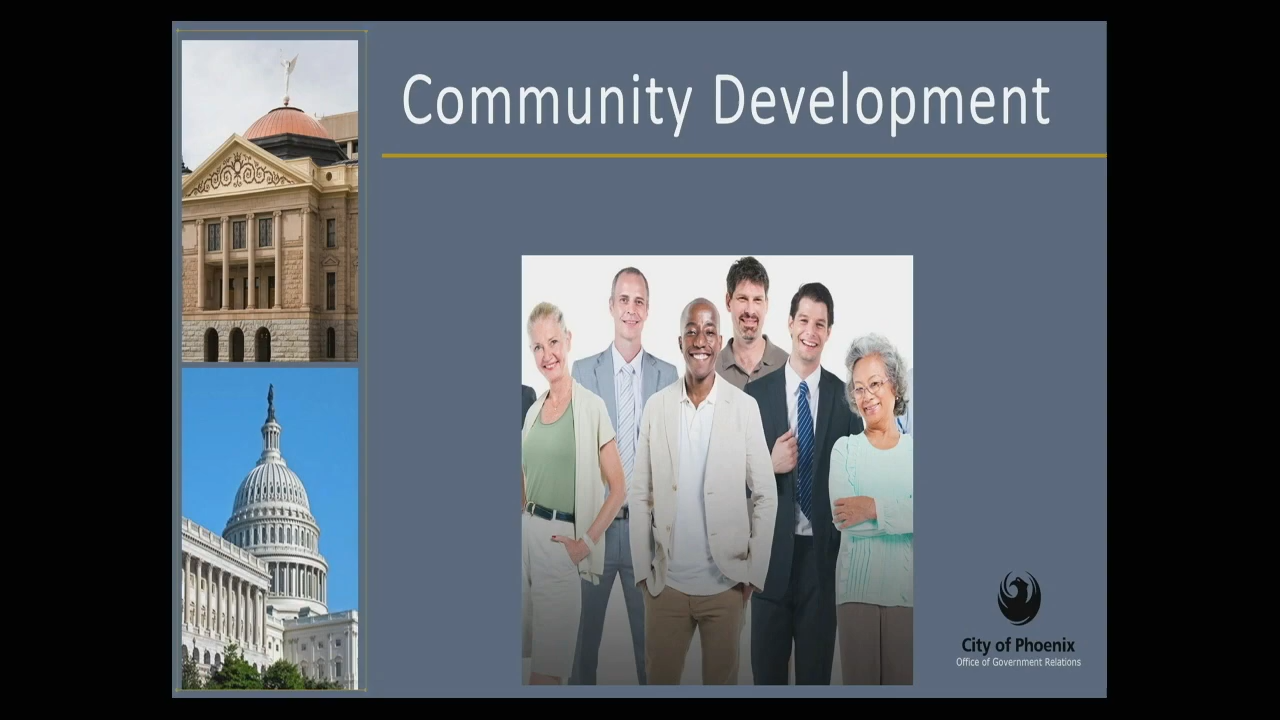 Community Development
City of Phoenix
Office of Government Relations